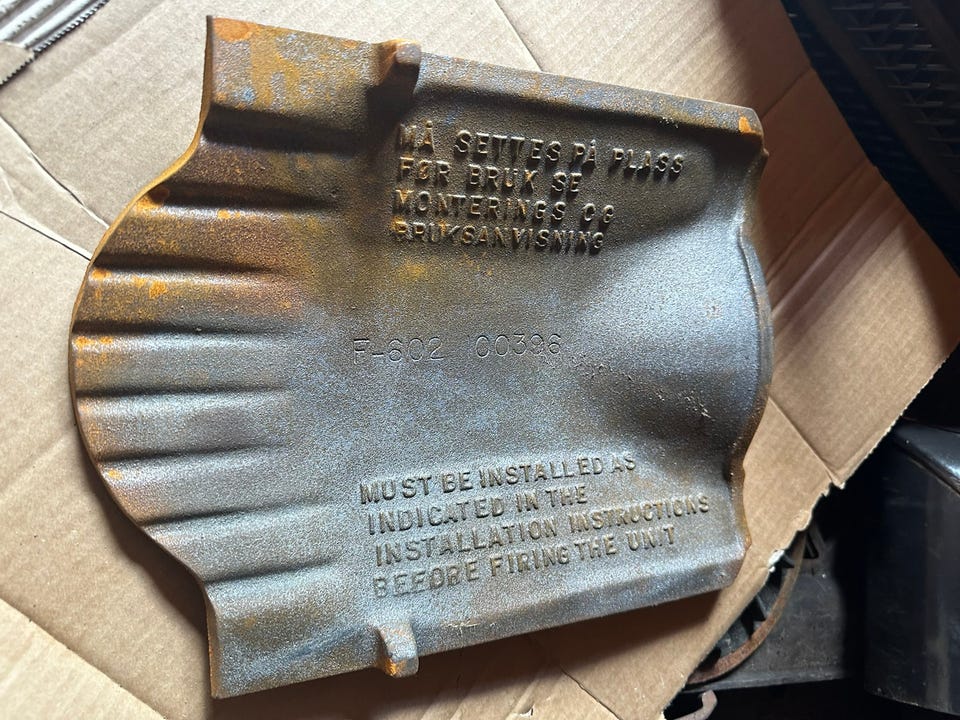 MÅ SETTES PÅ PLASS
FØR BRUK SE
MONTERINGS OG
BRUKSANVISNING
F-602 00396
MUST BE INSTALLED AS
INDICATED IN THE
INSTALLATION INSTRUCTIONS
BEFORE FIRING THE UNIT